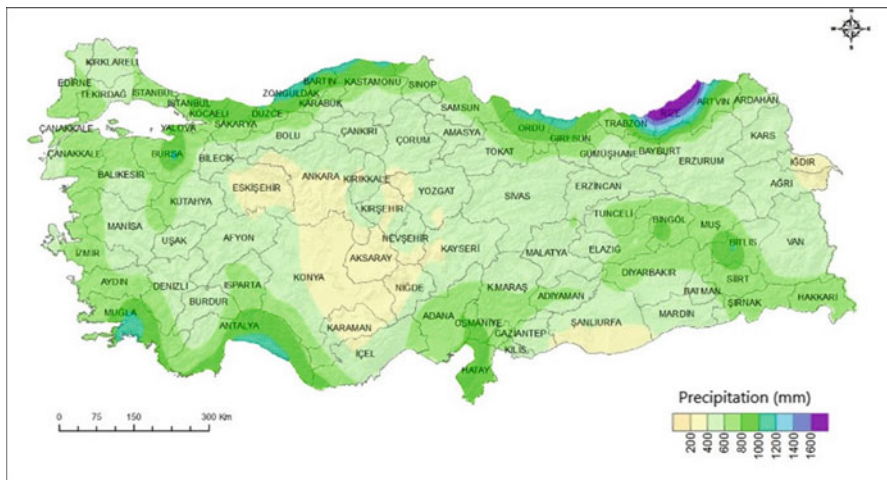 KIRKLARELİ
EDİRNE
TEKİRDAĞ
İSTANBUL
İSTANBUL
KOCAELİ
YALOVA
SAKARYA
DÜZCE
ZONGULDAK
BARTIN
KARABÜK
KASTAMONU
SİNOP
SAMSUN
ORDU
GİRESUN
TRABZON
RİZE
ARTVİN
ARDAHAN
KARS
ÇANAKKALE
ÇANAKKALE
BALIKESİR
BURSA
BİLECİK
BOLU
ÇANKIRI
ÇORUM
AMASYA
TOKAT
GÜMÜŞHANE
BAYBURT
ERZURUM
IĞDIR
AĞRI
ESKİŞEHİR
ANKARA
KIRIKKALE
YOZGAT
SİVAS
ERZİNCAN
KÜTAHYA
KIRŞEHİR
TUNCELİ
BİNGÖL
MUŞ
MANİSA
UŞAK
AFYON
NEVŞEHİR
KAYSERİ
MALATYA
ELAZIĞ
BİTLİS
VAN
İZMİR
AKSARAY
KONYA
NİĞDE
K.MARAŞ
ADIYAMAN
DİYARBAKIR
SİİRT
BATMAN
AYDIN
DENİZLİ
ISPARTA
BURDUR
ŞIRNAK
HAKKARİ
MUĞLA
ANTALYA
KARAMAN
İÇEL
ADANA
OSMANİYE
GAZİANTEP
KİLİS
ŞANLIURFA
MARDİN
HATAY
0 75 150 300 Km
Precipitation (mm)
200 400 600 800 1000 1200 1400 1600